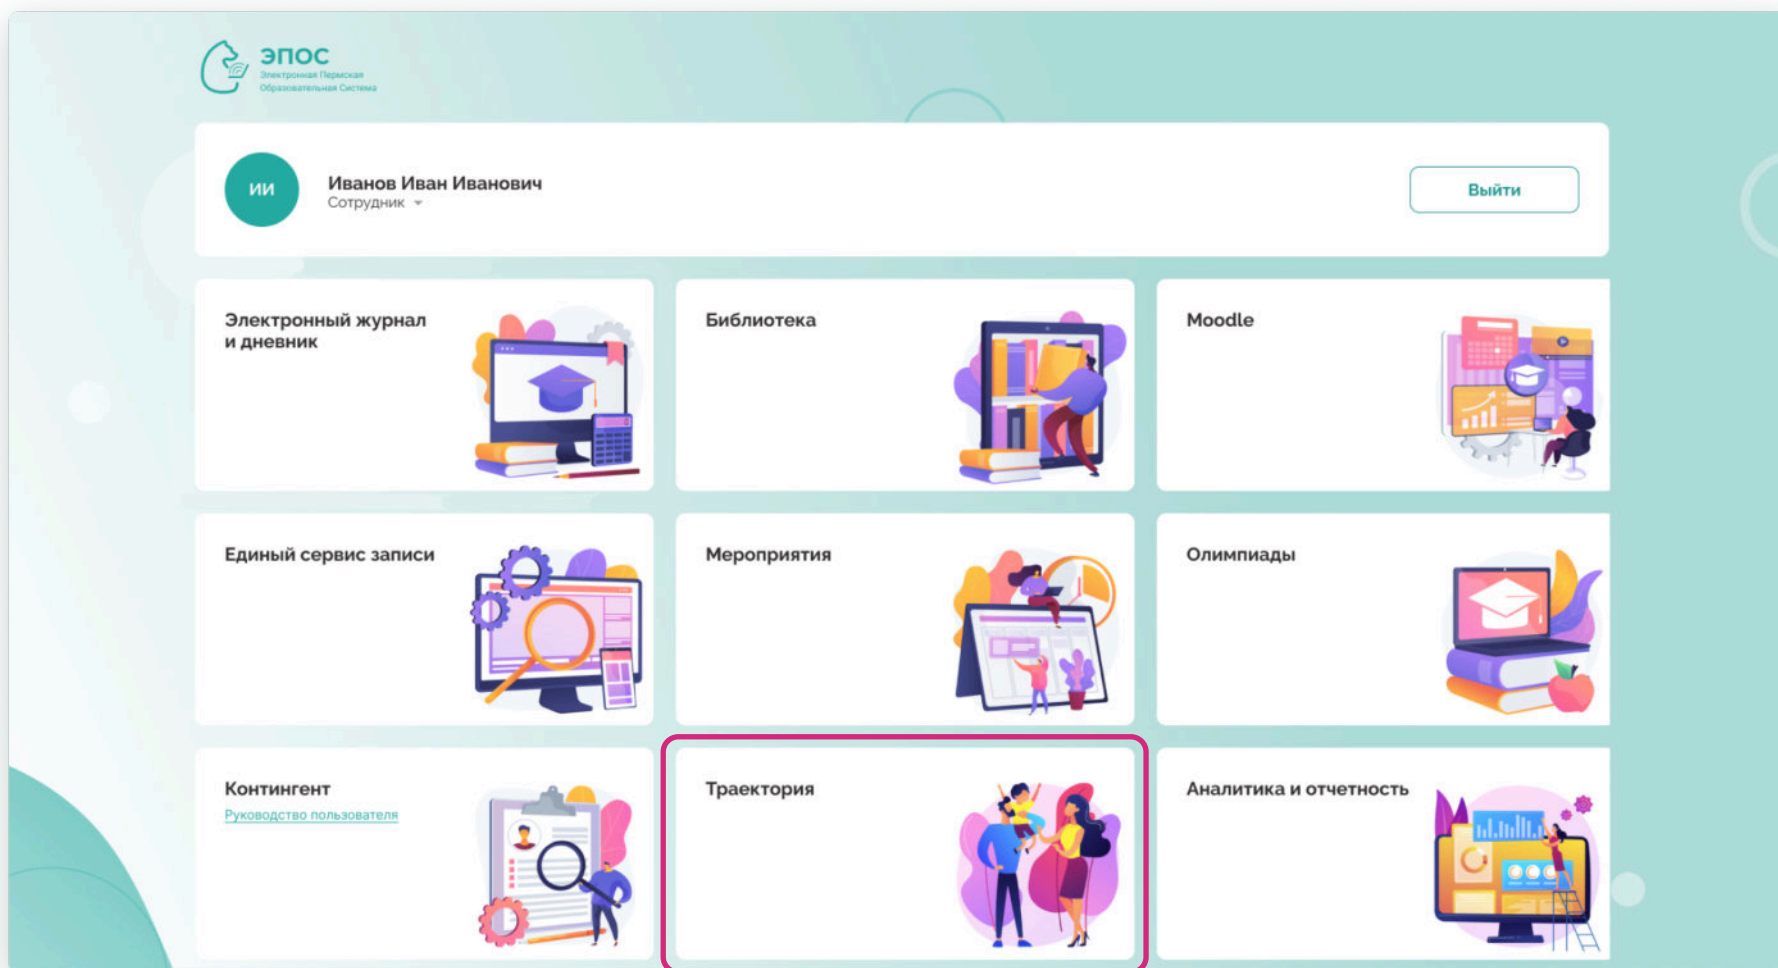 ЭПОС
Электронная Пермская
Образовательная Система
ИИ
Иванов Иван Иванович
Сотрудник
Выйти
Электронный журнал
и дневник
Библиотека
Moodle
Единый сервис записи
Мероприятия
Олимпиады
Контингент
Руководство пользователя
Траектория
Аналитика и отчетность